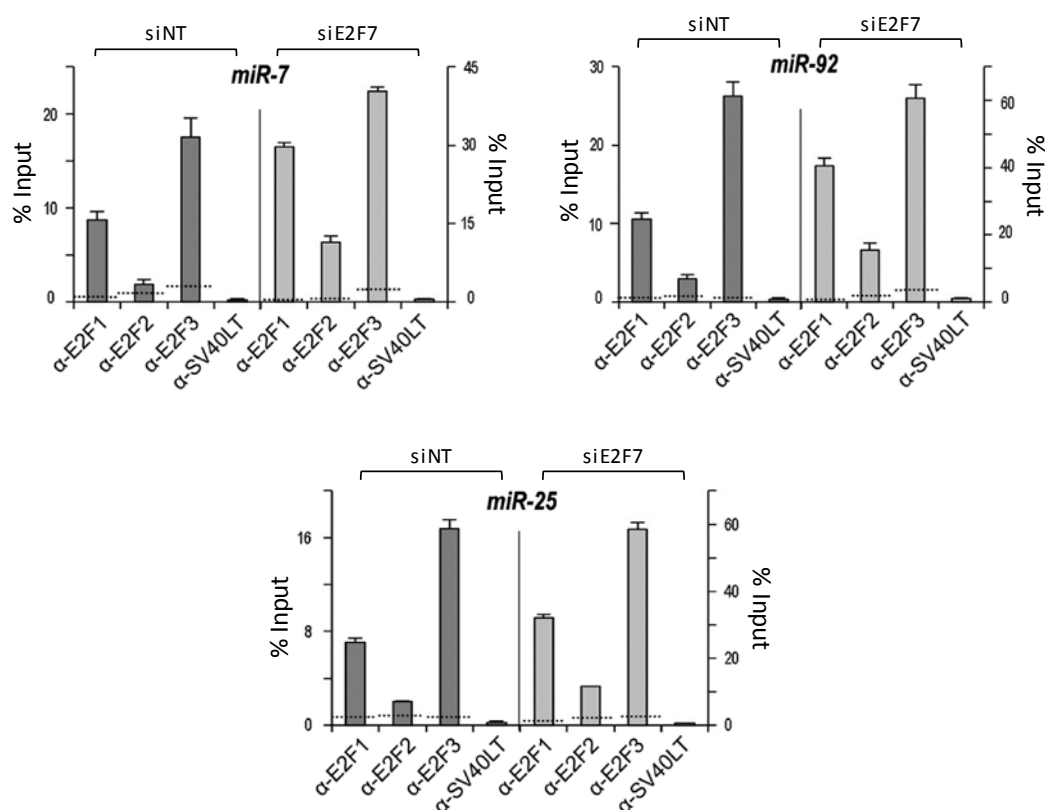 siNT siE2F7
miR-7
% Input
20
10
0
45
30
15
0
% Input
α-E2F1
α-E2F2
α-E2F3
α-SV40LT
α-E2F1
α-E2F2
α-E2F3
α-SV40LT
siNT siE2F7
miR-92
% Input
30
20
10
0
60
40
20
0
% Input
α-E2F1
α-E2F2
α-E2F3
α-SV40LT
α-E2F1
α-E2F2
α-E2F3
α-SV40LT
siNT siE2F7
miR-25
% Input
16
8
0
60
40
20
0
% Input
α-E2F1
α-E2F2
α-E2F3
α-SV40LT
α-E2F1
α-E2F2
α-E2F3
α-SV40LT